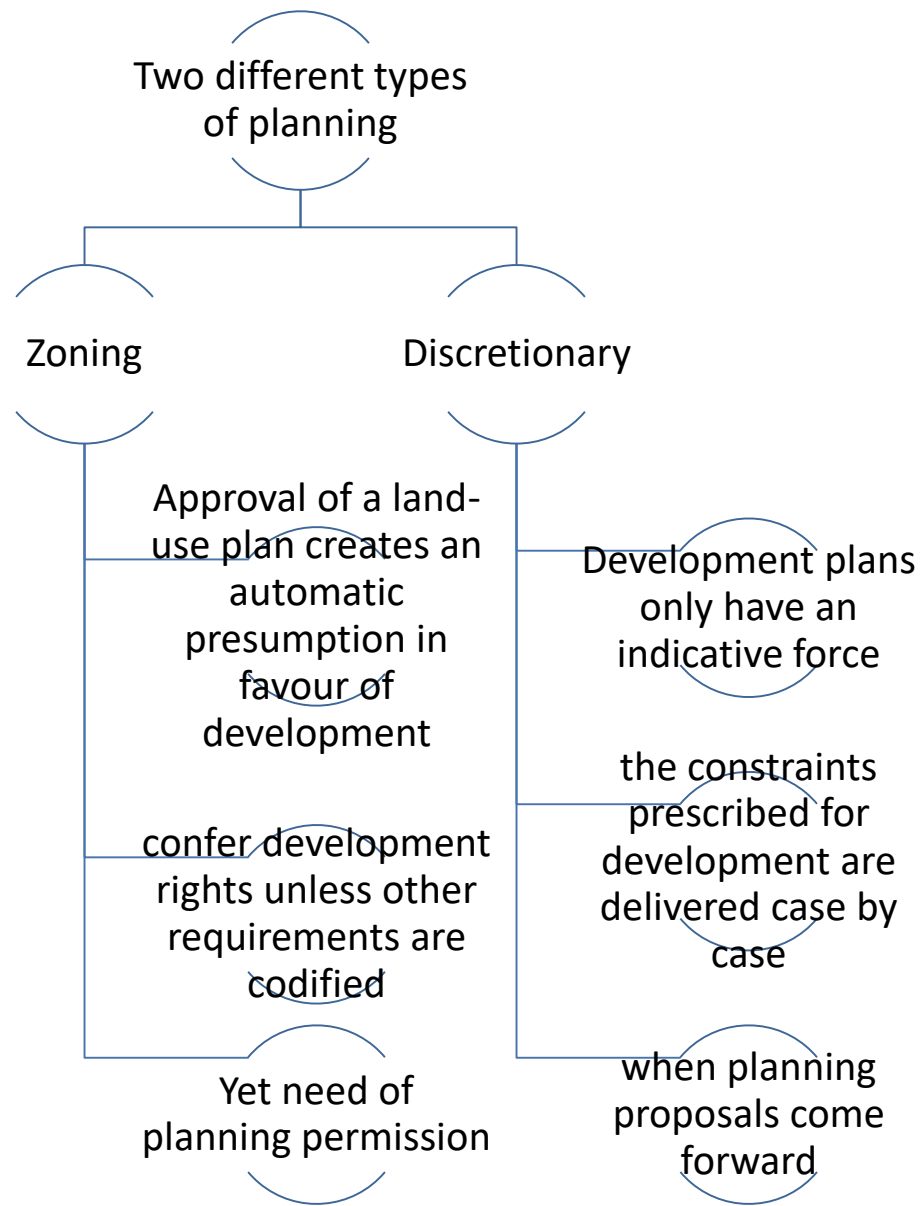 Two different types
of planning
Zoning
Discretionary
Approval of a land-
use plan creates an
automatic
presumption in
favour of
development
confer development
rights unless other
requirements are
codified
Yet need of
planning permission
Development plans
only have an
indicative force
the constraints
prescribed for
development are
delivered case by
case
when planning
proposals come
forward